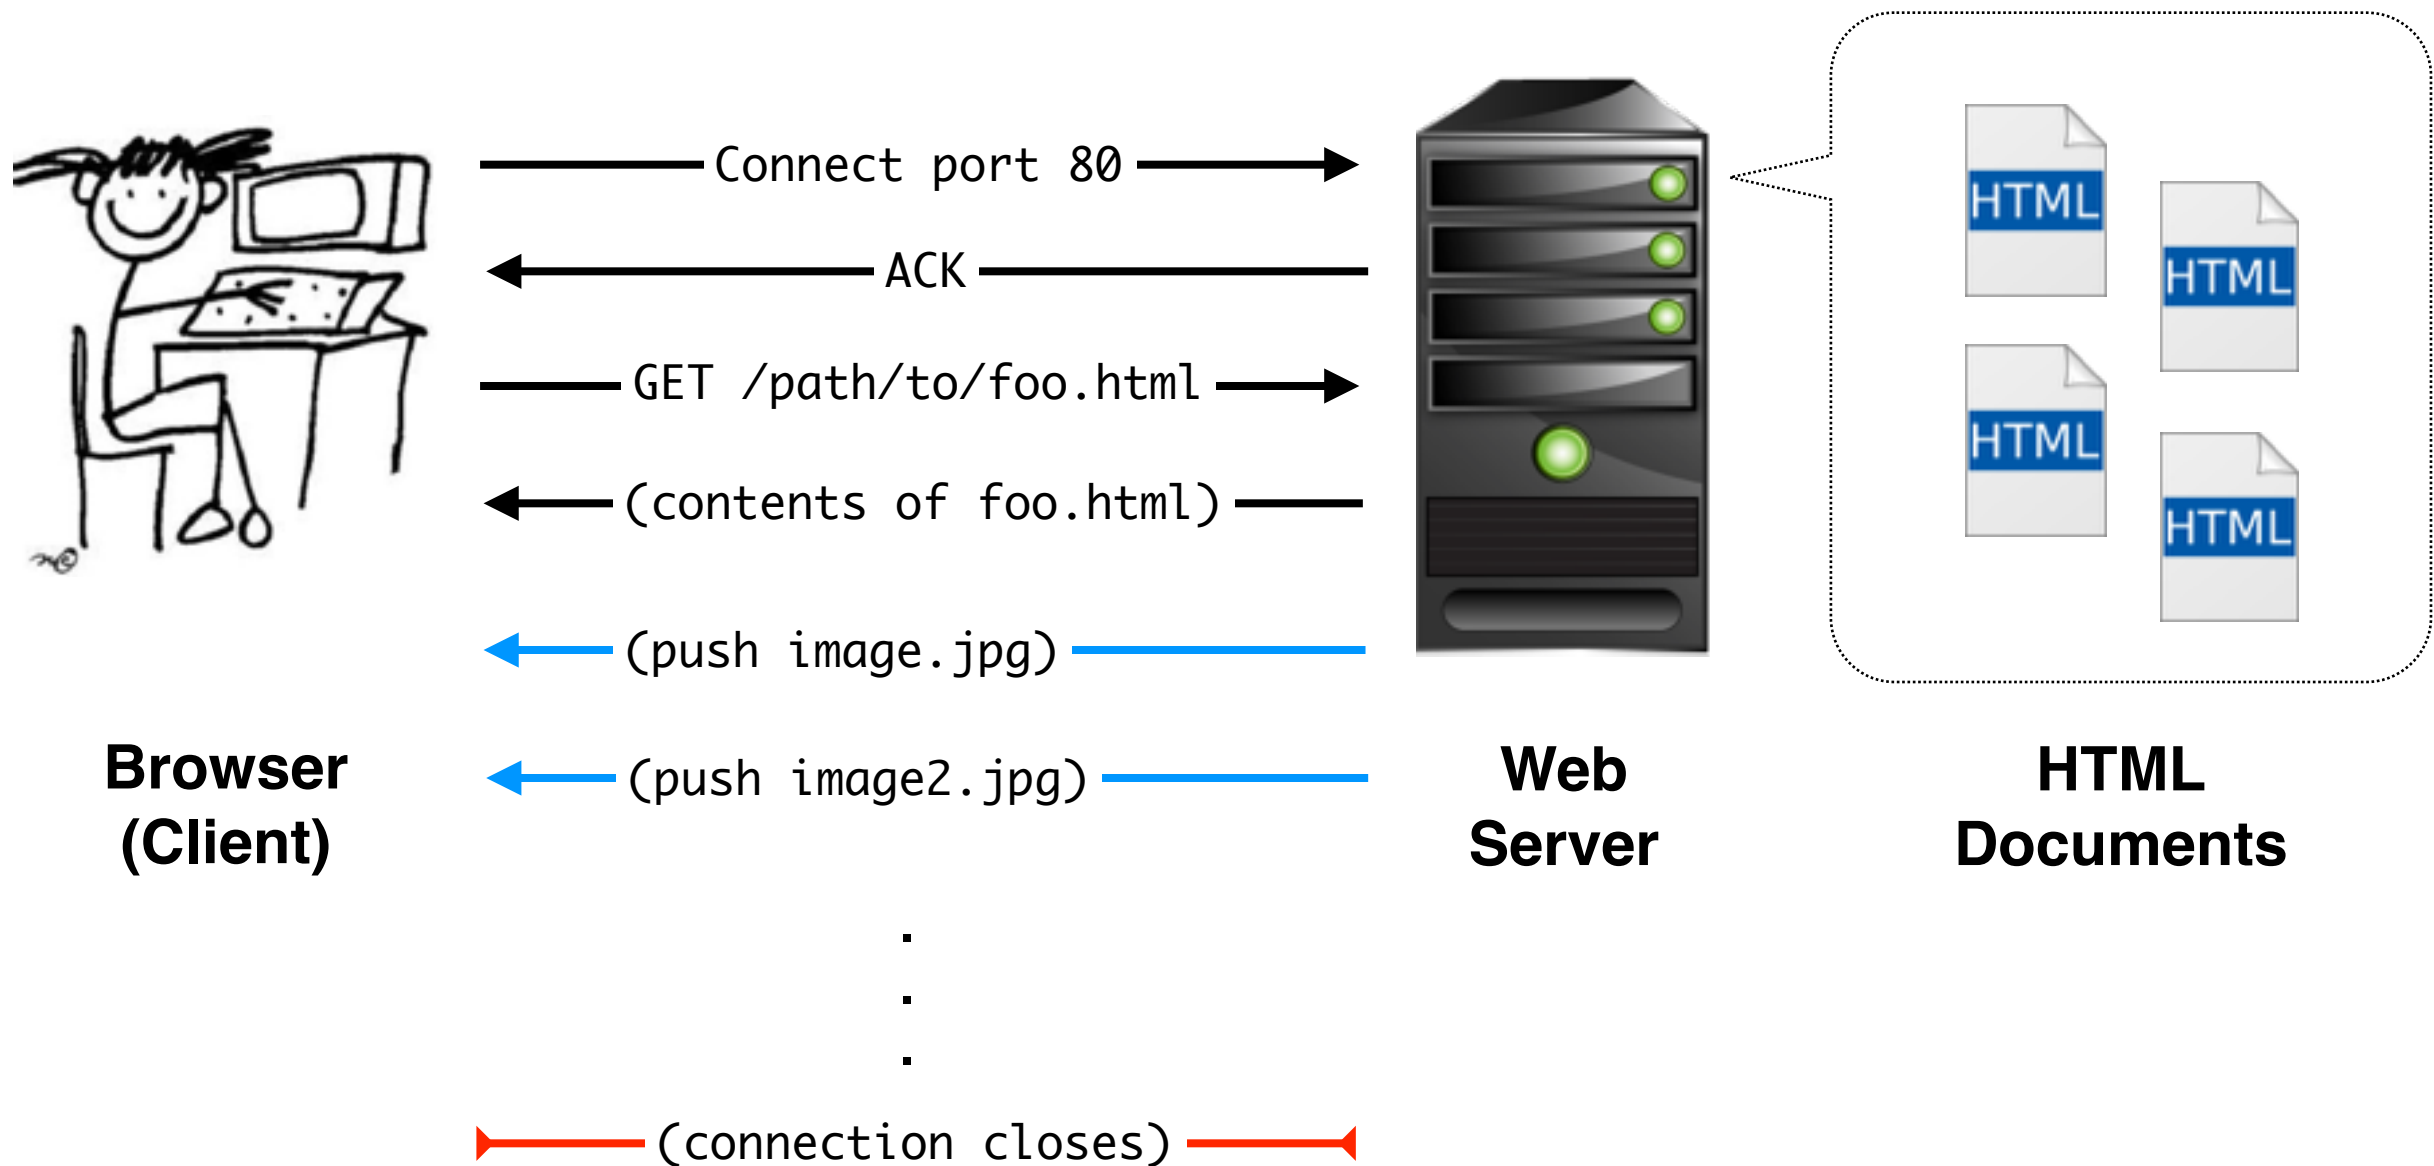 Connect port 80
ACK
GET /path/to/foo.html
(contents of foo.html)
(push image.jpg)
(push image2.jpg)
.
.
.
(connection closes)
Browser
(Client)
Web
Server
HTML
HTML
HTML
HTML
HTML
Documents